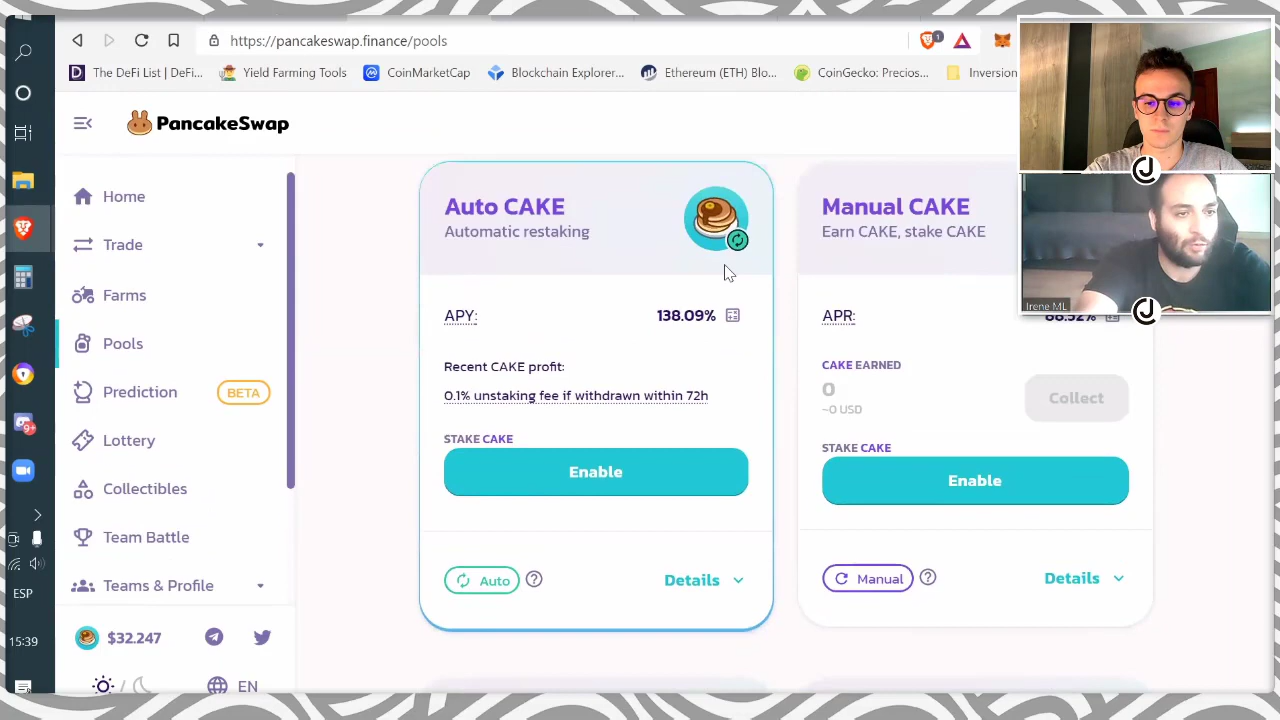 https://pancakeswap.finance/pools
1
The DeFi List | DeFi...
Yield Farming Tools
CoinMarketCap
Blockchain Explorer...
Ethereum (ETH) Blo...
CoinGecko: Precios...
Inversion
PancakeSwap
Home
Trade
Farms
Pools
Prediction
BETA
Lottery
Collectibles
Team Battle
Teams & Profile
$32.247
/
EN
Auto CAKE
Automatic restaking
APY:
138.09%
Recent CAKE profit:
0.1% unstaking fee if withdrawn within 72h
STAKE CAKE
Enable
Auto
Details
Manual CAKE
Earn CAKE, stake CAKE
APR:
CAKE EARNED
0
~0 USD
Collect
STAKE CAKE
Enable
Manual
Details
Irene ML
J
J
ESP
15:39